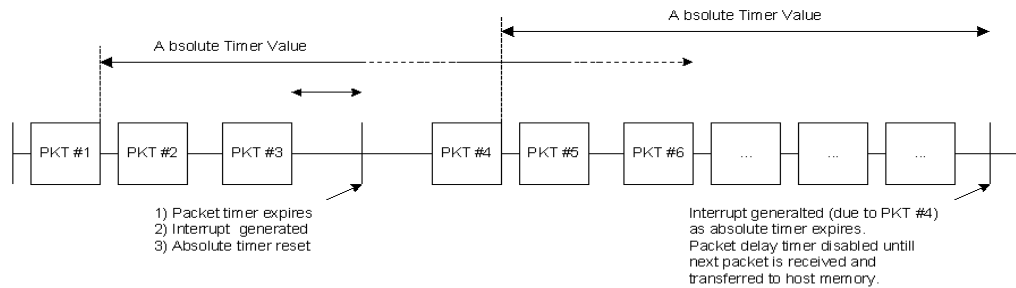 A bsolute Timer Value
A bsolute Timer Value
PKT #1
PKT #2
PKT #3
PKT #4
PKT #5
PKT #6
...
...
...
1) Packet timer expires
2) Interrupt generated
3) Absolute timer reset
Interrupt generalted (due to PKT #4)
as absolute timer expires.
Packet delay timer disabled untill
next packet is received and
transferred to host memory.